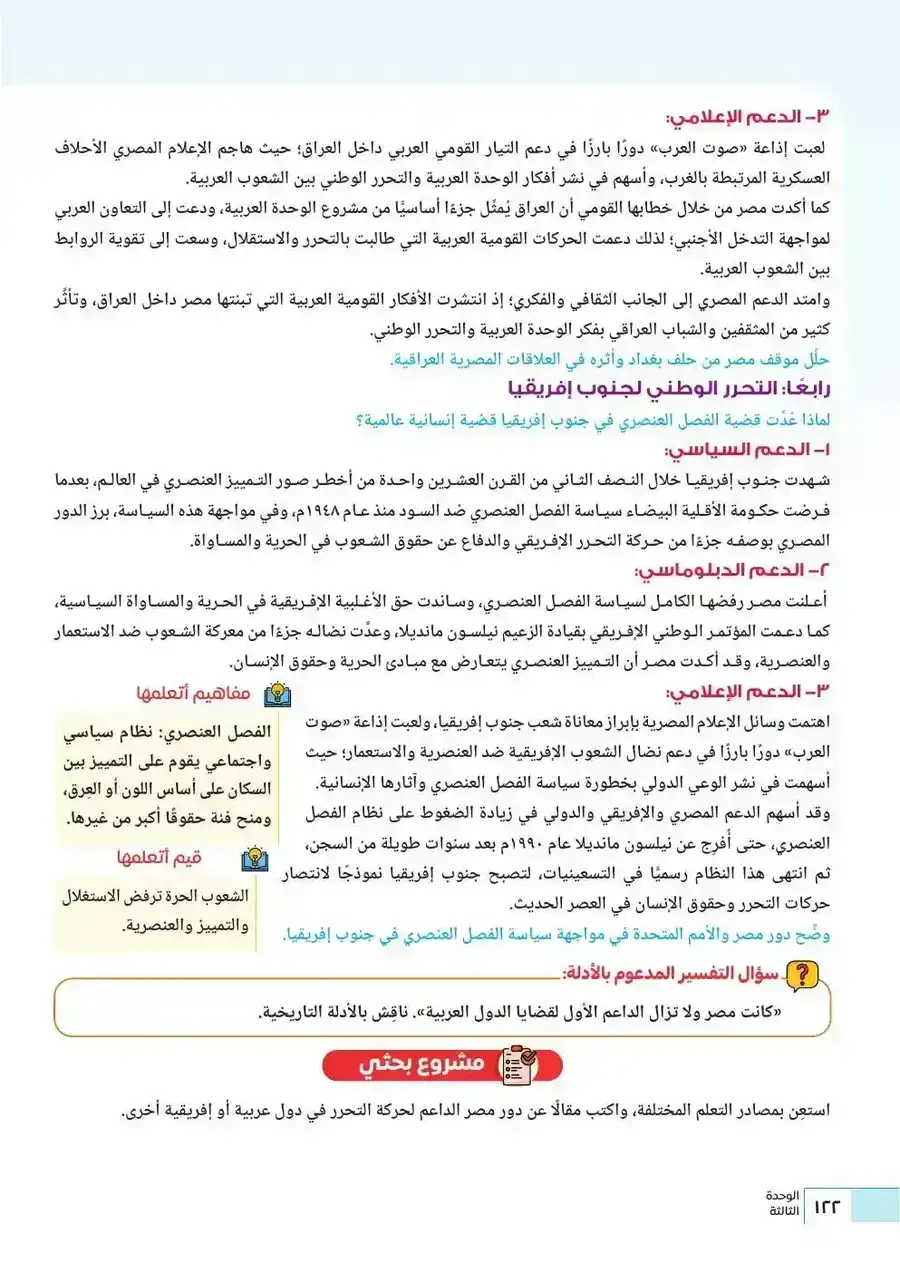 ٣- الدعم الإعلامي:
لعبت إذاعة «صوت العرب» دورًا بارزًا في دعم التيار القومي العربي داخل العراق؛ حيث هاجم الإعلام المصري الأحلاف
العسكرية المرتبطة بالغرب، وأسهم في نشر أفكار الوحدة العربية والتحرر الوطني بين الشعوب العربية.
كما أكدت مصر من خلال خطابها القومي أن العراق يُمثِّل جزءًا أساسيًّا من مشروع الوحدة العربية، ودعت إلى التعاون العربي
لمواجهة التدخل الأجنبي؛ لذلك دعمت الحركات القومية العربية التي طالبت بالتحرر والاستقلال، وسعت إلى تقوية الروابط
بين الشعوب العربية.
وامتد الدعم المصري إلى الجانب الثقافي والفكري؛ إذ انتشرت الأفكار القومية العربية التي تبنتها مصر داخل العراق، وتأثَّر
كثير من المثقفين والشباب العراقي بفكر الوحدة العربية والتحرر الوطني.
حلِّل موقف مصر من حلف بغداد وأثره في العلاقات المصرية العراقية.
رابعًا: التحرر الوطني لجنوب إفريقيا
لماذا عَدَّت قضية الفصل العنصري في جنوب إفريقيا قضية إنسانية عالمية؟
١- الدعم السياسي:
شهدت جنوب إفريقيا خلال النصف الثاني من القرن العشرين واحدة من أخطر صور التمييز العنصري في العالم، بعدما
فرضت حكومة الأقلية البيضاء سياسة الفصل العنصري ضد السود منذ عام ١٩٤٨م، وفي مواجهة هذه السياسة، برز الدور
المصري بوصفه جزءًا من حركة التحرر الإفريقي والدفاع عن حقوق الشعوب في الحرية والمساواة.
٢- الدعم الدبلوماسي:
أعلنت مصر رفضها الكامل لسياسة الفصل العنصري، وساندت حق الأغلبية الإفريقية في الحرية والمساواة السياسية،
كما دعمت المؤتمر الوطني الإفريقي بقيادة الزعيم نيلسون مانديلا، وعدَّت نضاله جزءًا من معركة الشعوب ضد الاستعمار
والعنصرية، وقد أكدت مصر أن التمييز العنصري يتعارض مع مبادئ الحرية وحقوق الإنسان.
٣- الدعم الإعلامي:
اهتمت وسائل الإعلام المصرية بإبراز معاناة شعب جنوب إفريقيا، ولعبت إذاعة «صوت
العرب» دورًا بارزًا في دعم نضال الشعوب الإفريقية ضد العنصرية والاستعمار؛ حيث
أسهمت في نشر الوعي الدولي بخطورة سياسة الفصل العنصري وآثارها الإنسانية.
وقد أسهم الدعم المصري والإفريقي والدولي في زيادة الضغوط على نظام الفصل
العنصري، حتى أُفرِج عن نيلسون مانديلا عام ١٩٩٠م بعد سنوات طويلة من السجن،
ثم انتهى هذا النظام رسميًّا في التسعينيات، لتصبح جنوب إفريقيا نموذجًا لانتصار
حركات التحرر وحقوق الإنسان في العصر الحديث.
وضِّح دور مصر والأمم المتحدة في مواجهة سياسة الفصل العنصري في جنوب إفريقيا.
مفاهيم أتعلمها
الفصل العنصري: نظام سياسي
واجتماعي يقوم على التمييز بين
السكان على أساس اللون أو العِرق،
ومنح فئة حقوقًا أكبر من غيرها.
قيم أتعلمها
الشعوب الحرة ترفض الاستغلال
والتمييز والعنصرية.
سؤال التفسير المدعوم بالأدلة:
«كانت مصر ولا تزال الداعم الأول لقضايا الدول العربية». ناقِش بالأدلة التاريخية.
مشروع بحثي
استعِن بمصادر التعلم المختلفة، واكتب مقالًا عن دور مصر الداعم لحركة التحرر في دول عربية أو إفريقية أخرى.
الوحدة
الثالثة
١٢٢